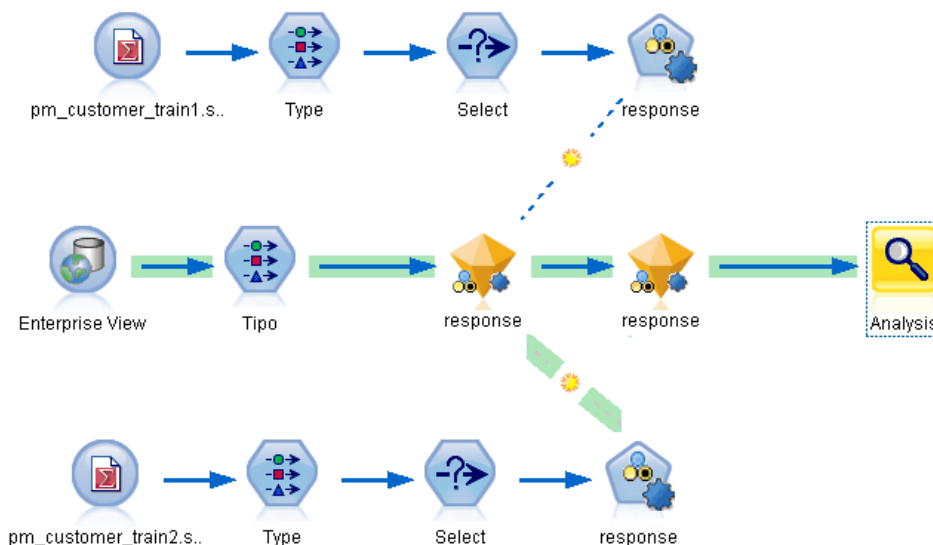 pm_customer_train1.s..
Type
Select
response
Enterprise View
Tipo
response
response
Analysis
pm_customer_train2.s..
Type
Select
response